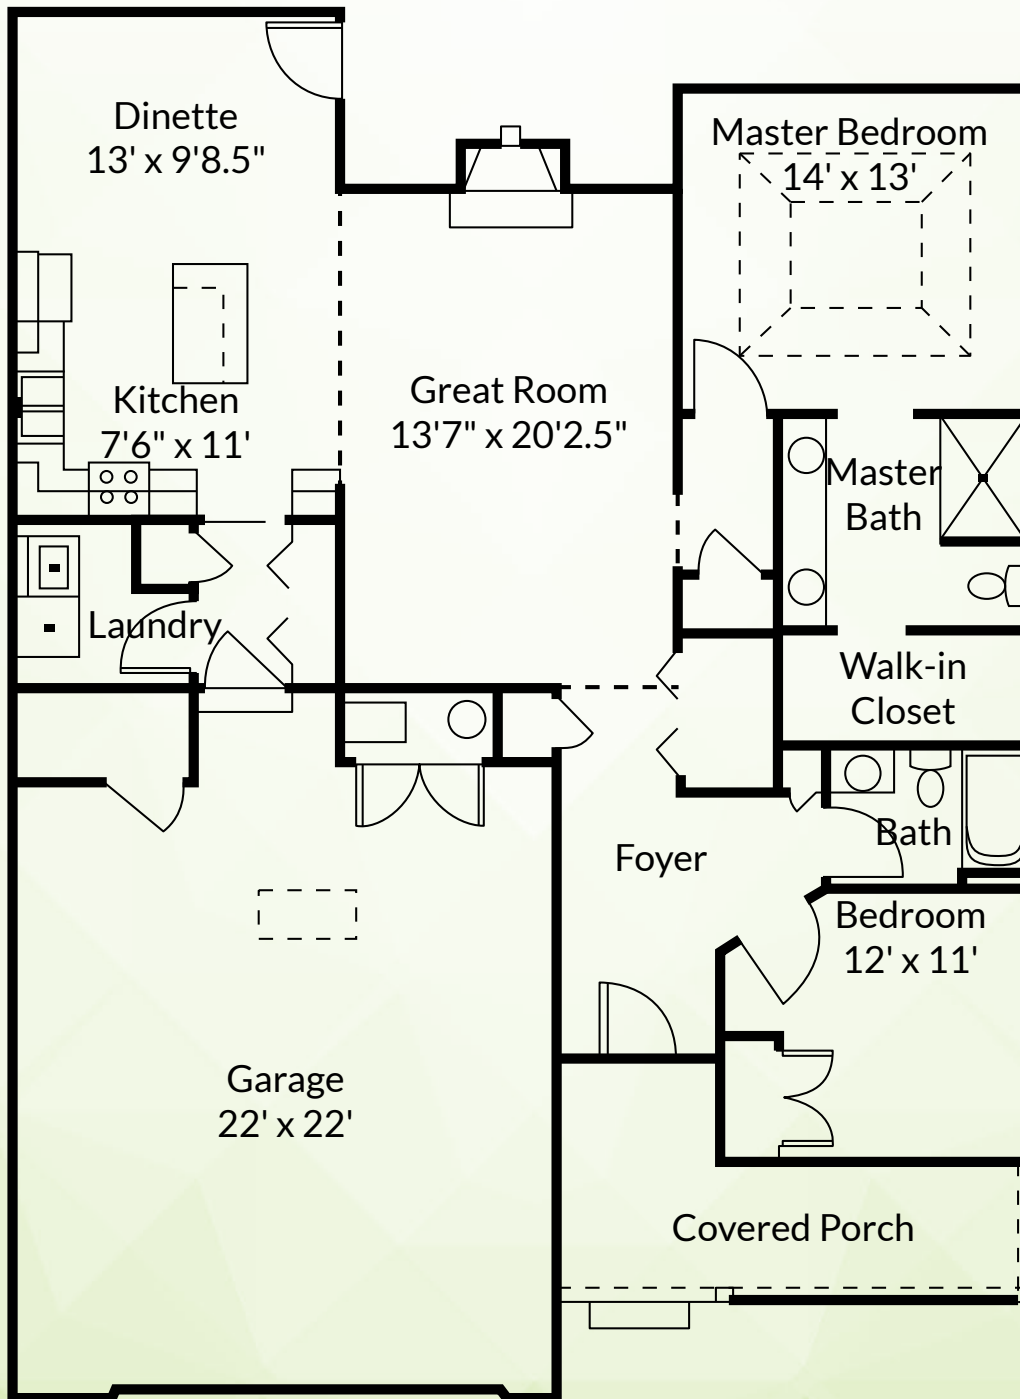 Dinette
13' x 9'8.5"
Master Bedroom
14' x 13'
Kitchen
7'6" x 11'
Great Room
13'7" x 20'2.5"
Master
Bath
Laundry
Walk-in
Closet
Bath
Foyer
Bedroom
12' x 11'
Garage
22' x 22'
Covered Porch